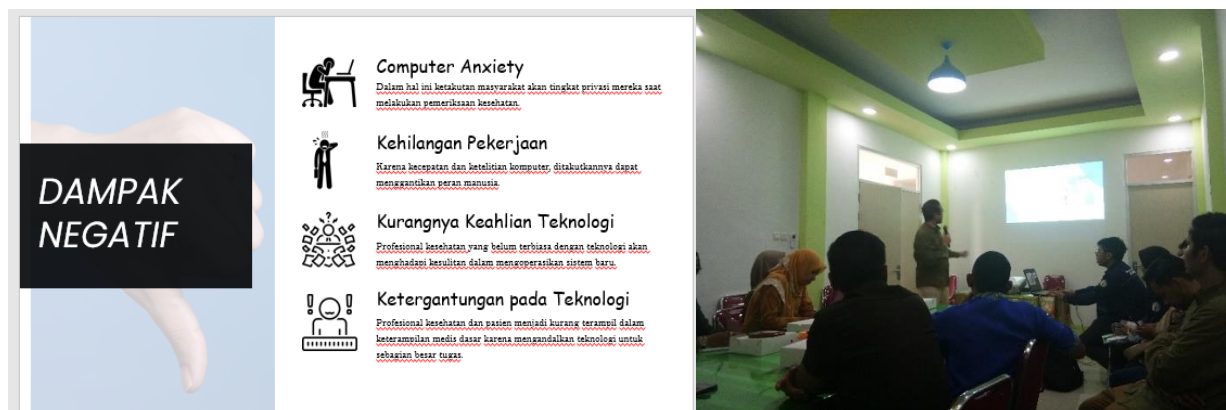 DAMPAK
NEGATIF
Computer Anxiety
Dalam hal ini ketakutan masyarakat akan tingkat privasi mereka saat
melakukan pemeriksaan kesehatan.
Kehilangan Pekerjaan
Karena kecepatan dan ketelitian komputer, ditakutkannya dapat
menggantikan peran manusia.
Kurangnya Keahlian Teknologi
Profesional kesehatan yang belum terbiasa dengan teknologi akan
menghadapi kesulitan dalam mengoperasikan sistem baru.
Ketergantungan pada Teknologi
Profesional kesehatan dan pasien menjadi kurang terampil dalam
keterampilan medis dasar karena mengandalkan teknologi untuk
sebagian besar tugas.